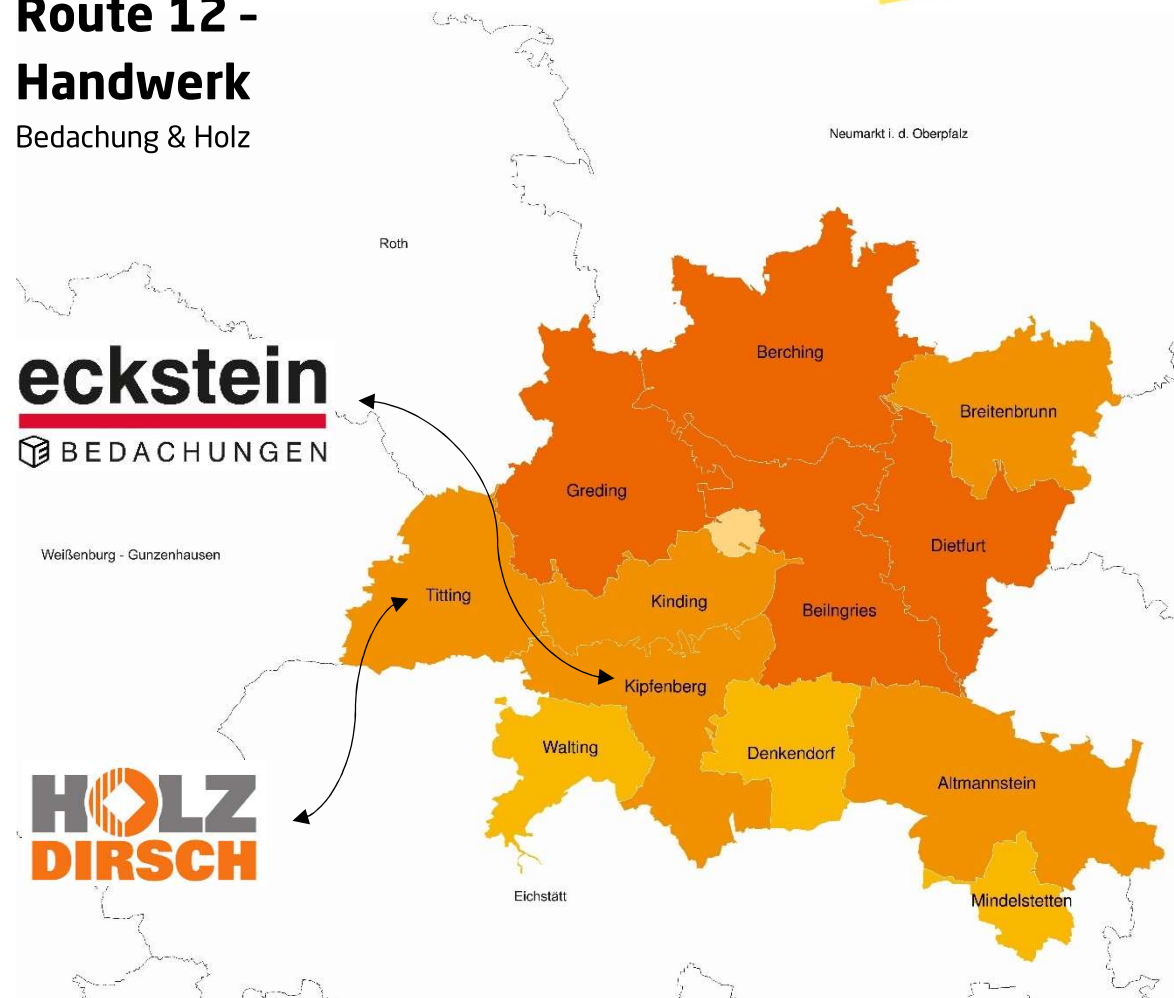 Route 12 -
Handwerk
Bedachung & Holz
Neumarkt i. d. Oberpfalz
Roth
eckstein
BEDACHUNGEN
Berching
Breitenbrunn
Greding
Weißenburg - Gunzenhausen
Dietfurt
Titting
Kinding
Beilngries
Kipfenberg
Walting
Denkendorf
Altmannstein
HOLZ
DIRSCH
Eichstätt
Mindelstetten